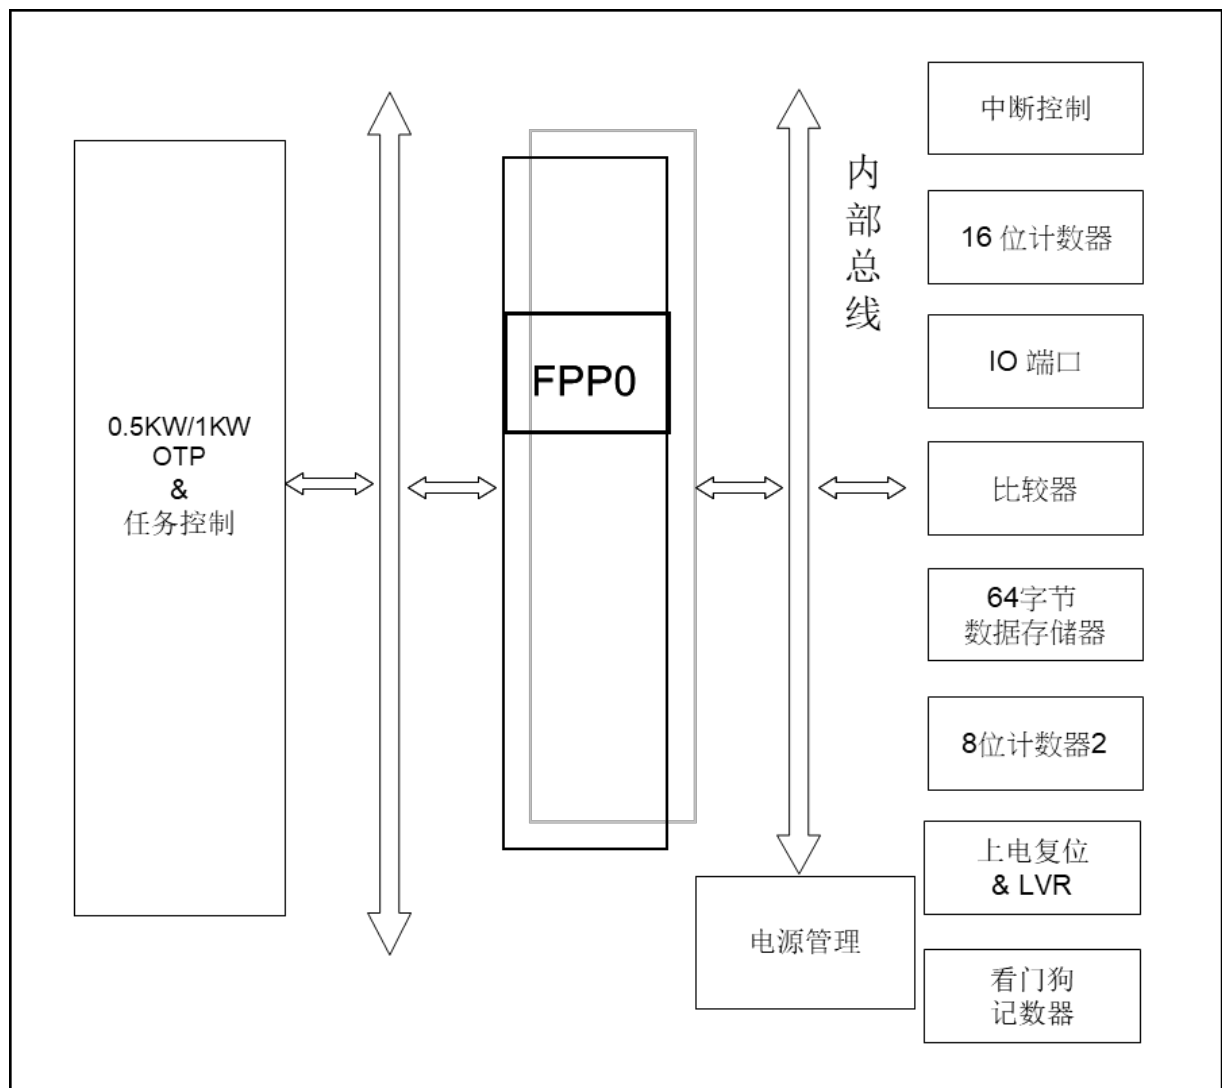 0.5KW/1KW
OTP
&
任务控制
FPP0
内
部
总
线
中断控制
16 位计数器
IO 端口
比较器
64字节
数据存储器
8位计数器2
上电复位
& LVR
电源管理
看门狗
记数器